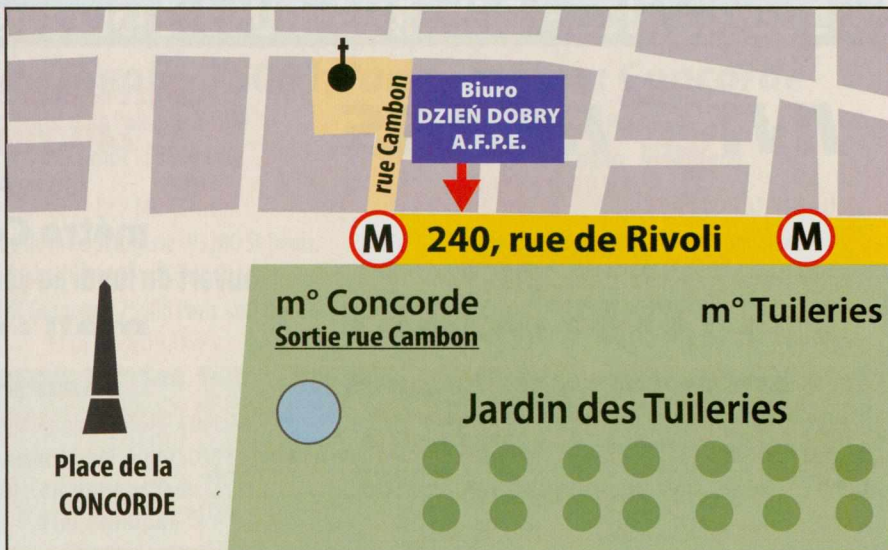 Biuro
DZIEŃ DOBRY
A.F.P.E.
rue Cambon
M 240, rue de Rivoli M
m° Concorde
Sortie rue Cambon
m° Tuileries
Jardin des Tuileries
Place de la
CONCORDE